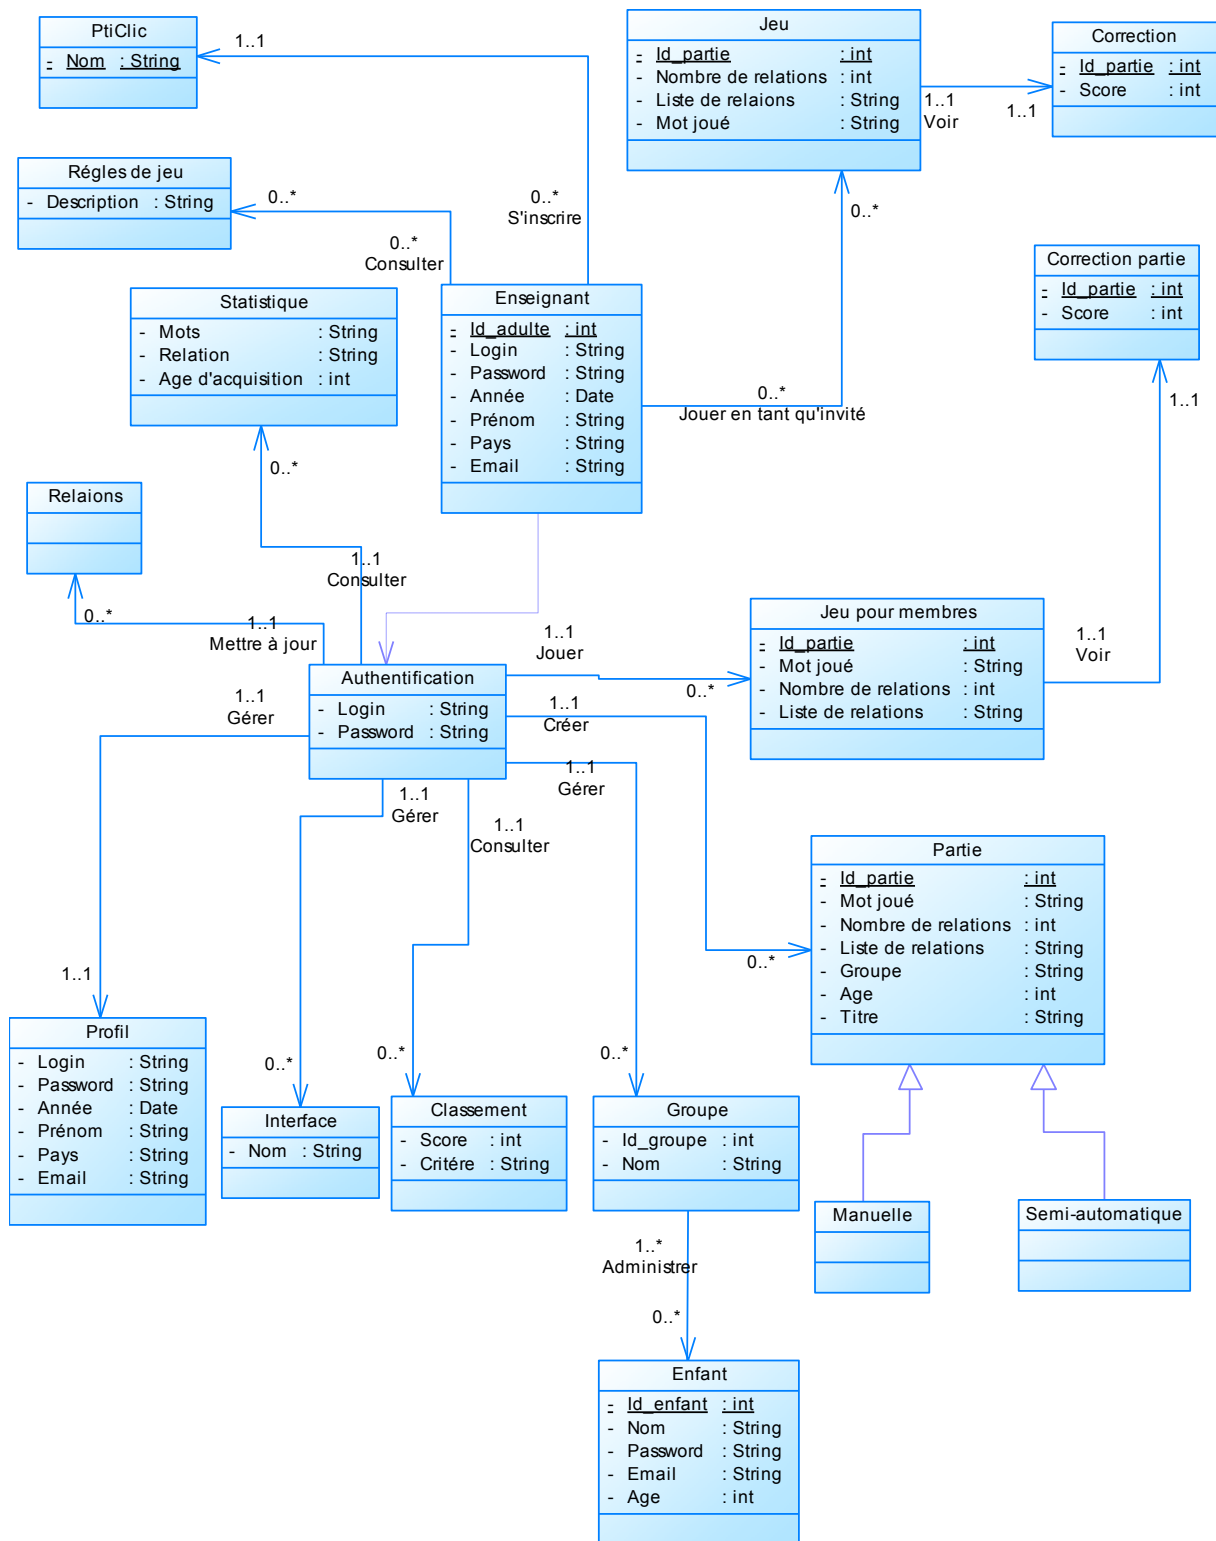 PtiClic
- Nom : String
1..1
Jeu
- Id_partie : int
- Nombre de relations : int
- Liste de relaions : String
- Mot joué : String
1..1
Voir
1..1
Correction
- Id_partie : int
- Score : int
Régles de jeu
- Description : String
0..*
0..*
Consulter
0..*
S'inscrire
0..*
Correction partie
- Id_partie : int
- Score : int
1..1
Statistique
- Mots : String
- Relation : String
- Age d'acquisition : int
0..*
Enseignant
- Id_adulte : int
- Login : String
- Password : String
- Année : Date
- Prénom : String
- Pays : String
- Email : String
0..*
Jouer en tant qu'invité
Relaions
0..*
1..1
Consulter
1..1
Mettre à jour
1..1
Jouer
0..*
Jeu pour membres
- Id_partie : int
- Mot joué : String
- Nombre de relations : int
- Liste de relations : String
1..1
Voir
Authentification
- Login : String
- Password : String
1..1
Gérer
1..1
Créer
1..1
Gérer
1..1
Gérer
1..1
Consulter
Partie
- Id_partie : int
- Mot joué : String
- Nombre de relations : int
- Liste de relations : String
- Groupe : String
- Age : int
- Titre : String
0..*
1..1
Profil
- Login : String
- Password : String
- Année : Date
- Prénom : String
- Pays : String
- Email : String
0..*
Interface
- Nom : String
0..*
Classement
- Score : int
- Critére : String
0..*
Groupe
- Id_groupe : int
- Nom : String
Manuelle
Semi-automatique
1..*
Administrer
0..*
Enfant
- Id_enfant : int
- Nom : String
- Password : String
- Email : String
- Age : int